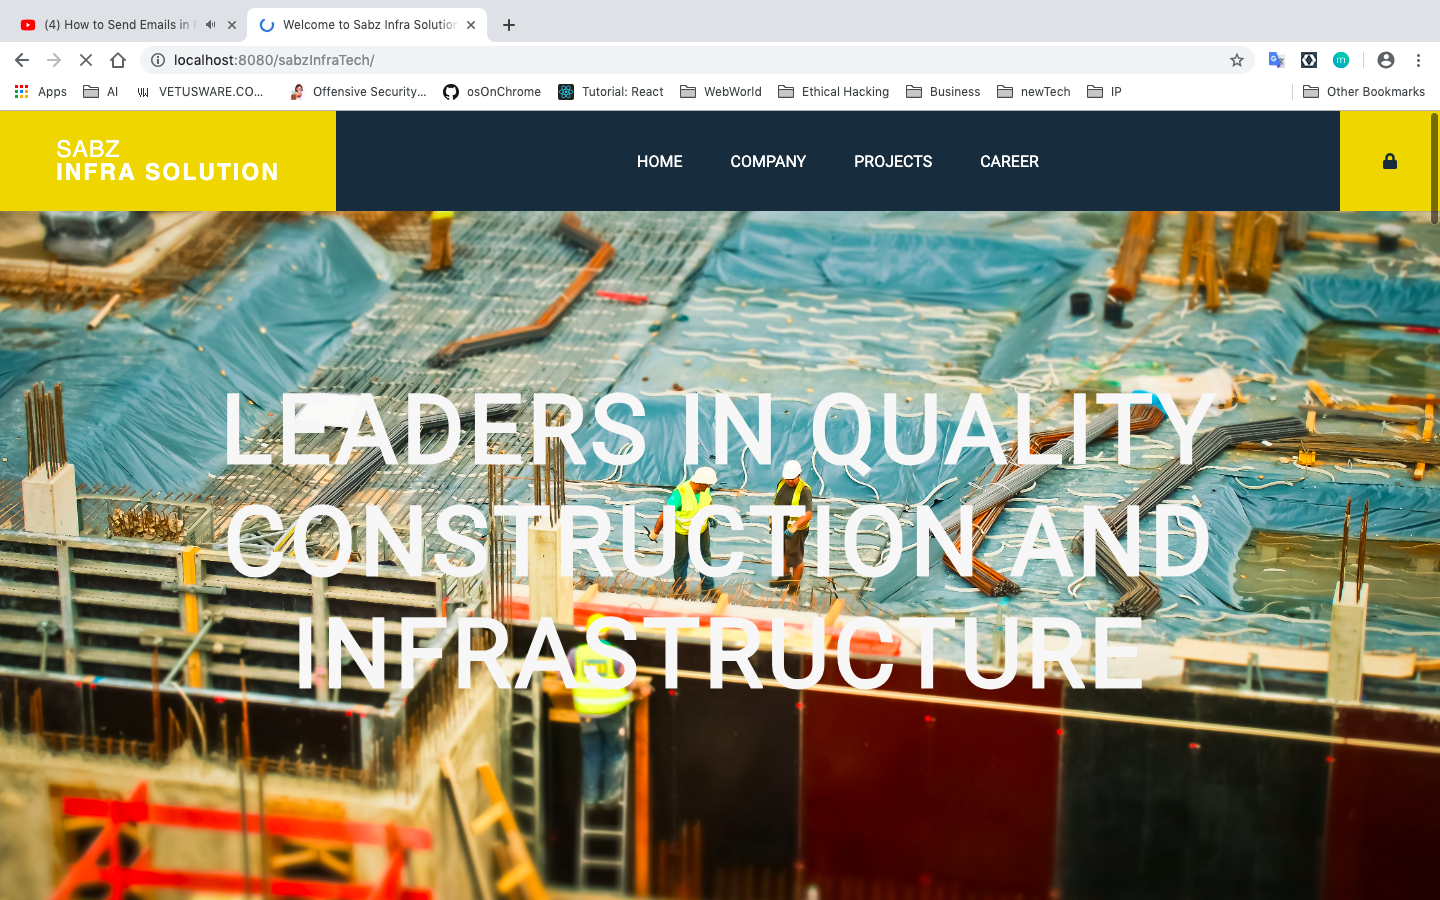 (4) How to Send Emails in
Welcome to Sabz Infra Solution
localhost:8080/sabzInfraTech/
Apps
AI
VETUSWARE.CO...
Offensive Security...
osOnChrome
Tutorial: React
WebWorld
Ethical Hacking
Business
newTech
IP
Other Bookmarks
SABZ
INFRA SOLUTION
HOME
COMPANY
PROJECTS
CAREER
LEADERS IN QUALITY
CONSTRUCTION AND
INFRASTRUCTURE